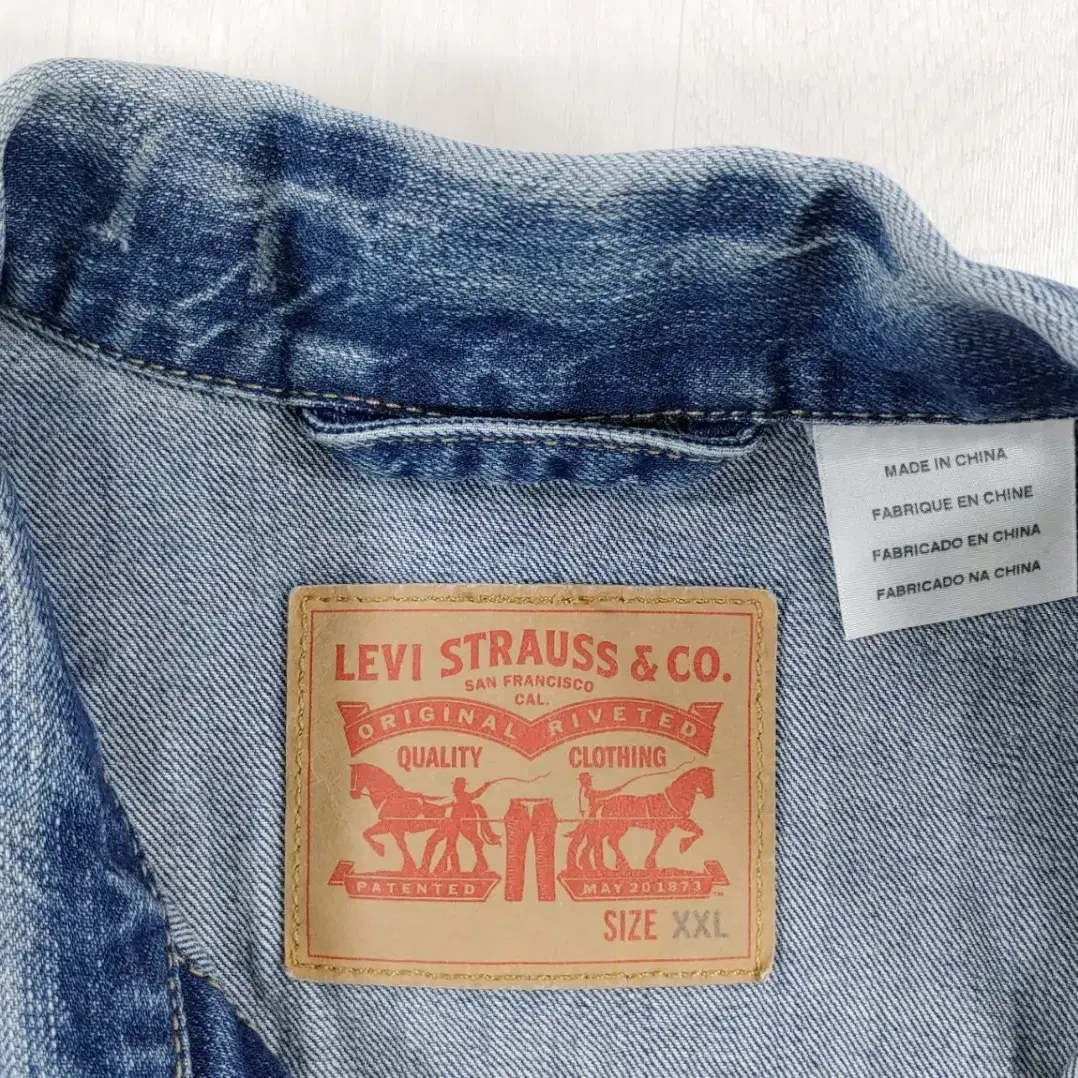 MADE IN CHINA
FABRIQUE EN CHINE
FABRICADO EN CHINA
FABRICADO NA CHINA
LEVI STRAUSS & CO.
SAN FRANCISCO
CAL.
ORIGINAL RIVETED
QUALITY CLOTHING
PATENTED MAY 20 1873 ™
SIZE XXL